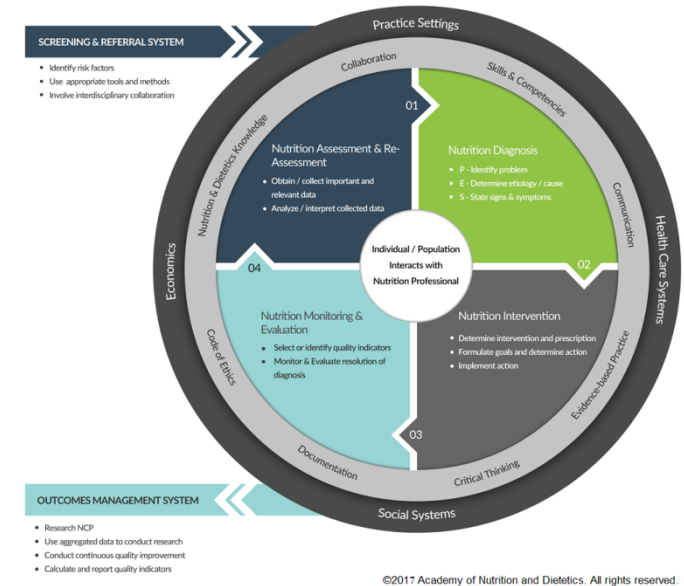 Practice Settings
SCREENING & REFERRAL SYSTEM
• Identify risk factors
• Use appropriate tools and methods
• Involve interdisciplinary collaboration
Collaboration
Skills & Competencies
Nutrition & Dietetics Knowledge
Communication
Economics
Health Care Systems
Code of Ethics
Evidence-based Practice
Documentation
Critical Thinking
Social Systems
01
Nutrition Assessment & Re-
Assessment
• Obtain / collect important and
relevant data
• Analyze / interpret collected data
Nutrition Diagnosis
• P - Identify problem
• E - Determine etiology / cause
• S - State signs & symptoms
02
Individual / Population
Interacts with
Nutrition Professional
04
Nutrition Monitoring &
Evaluation
• Select or identify quality indicators
• Monitor & Evaluate resolution of
diagnosis
Nutrition Intervention
• Determine intervention and prescription
• Formulate goals and determine action
• Implement action
03
OUTCOMES MANAGEMENT SYSTEM
• Research NCP
• Use aggregated data to conduct research
• Conduct continuous quality improvement
• Calculate and report quality indicators
©2017 Academy of Nutrition and Dietetics. All rights reserved.